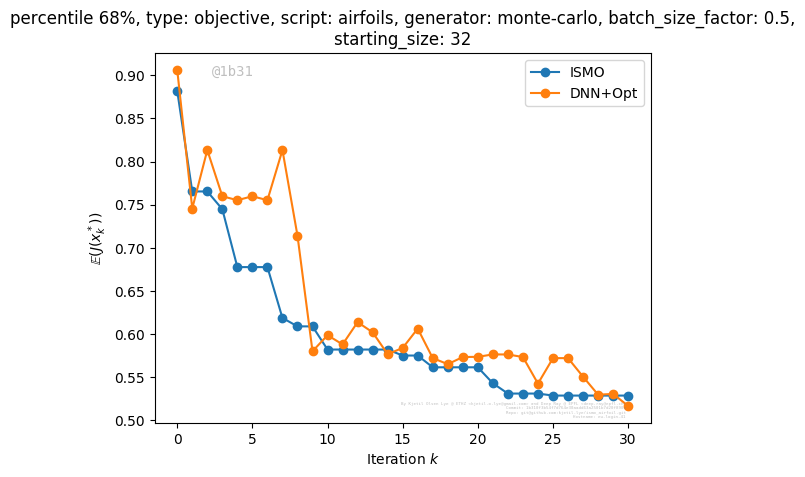 percentile 68%, type: objective, script: airfoils, generator: monte-carlo, batch_size_factor: 0.5,
starting_size: 32
@1b31
ISMO
DNN+Opt
0.90
0.85
0.80
0.75
0.70
0.65
0.60
0.55
0.50
𝔼(J(x_k^*))
0 5 10 15 20 25 30
Iteration k